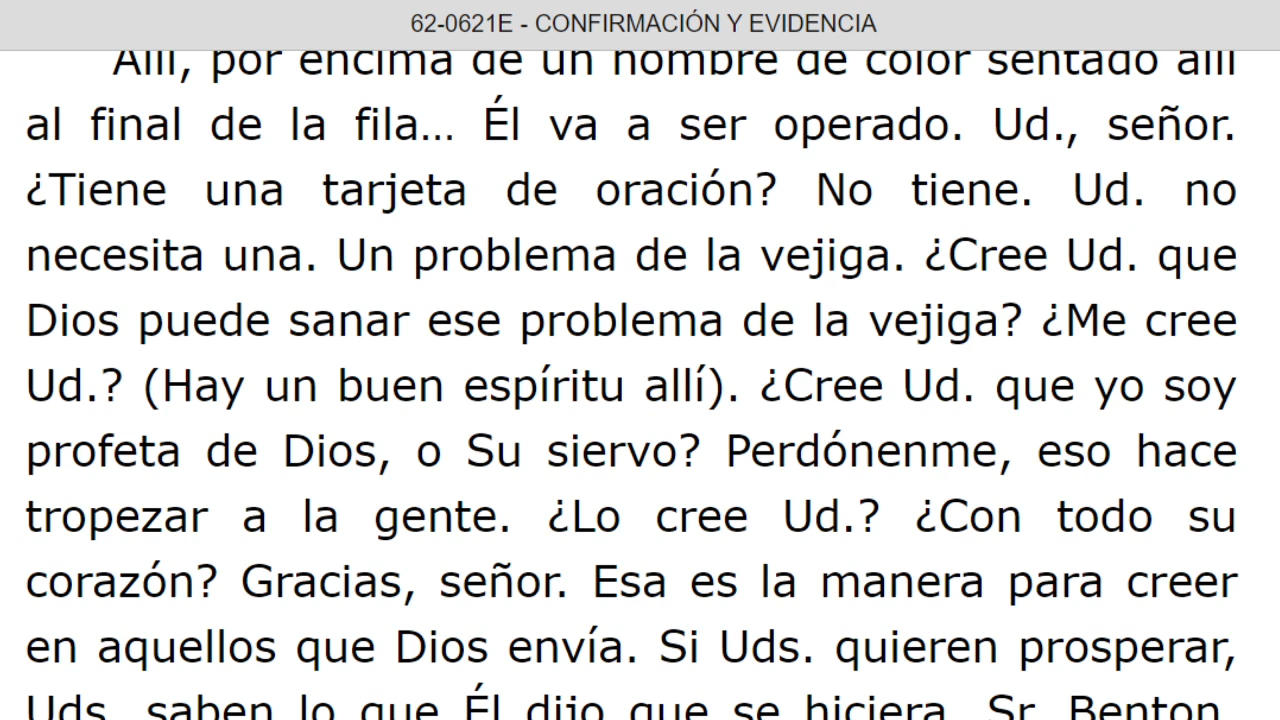 62-0621E - CONFIRMACIÓN Y EVIDENCIA
Allí, por encima de un hombre de color sentado allí
al final de la fila... Él va a ser operado. Ud., señor.
¿Tiene una tarjeta de oración? No tiene. Ud. no
necesita una. Un problema de la vejiga. ¿Cree Ud. que
Dios puede sanar ese problema de la vejiga? ¿Me cree
Ud.? (Hay un buen espíritu allí). ¿Cree Ud. que yo soy
profeta de Dios, o Su siervo? Perdónenme, eso hace
tropezar a la gente. ¿Lo cree Ud.? ¿Con todo su
corazón? Gracias, señor. Esa es la manera para creer
en aquellos que Dios envía. Si Uds. quieren prosperar,
Uds. saben lo que Él dijo que se hiciera. Sr. Benton,